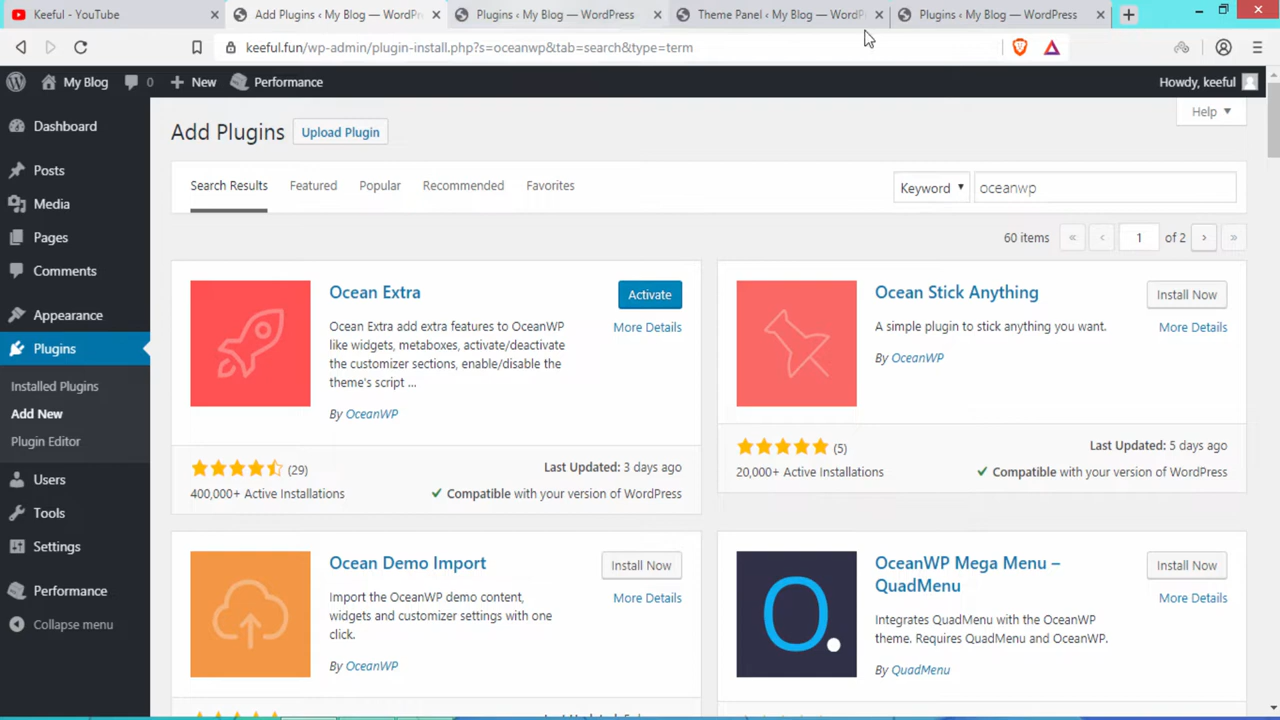 Keeful - YouTube
Add Plugins ‹ My Blog — WordPr
Plugins ‹ My Blog — WordPress
Theme Panel ‹ My Blog — WordP
Plugins ‹ My Blog — WordPress
keeful.fun/wp-admin/plugin-install.php?s=oceanwp&tab=search&type=term
My Blog
0
New
Performance
Howdy, keeful
Dashboard
Posts
Media
Pages
Comments
Appearance
Plugins
Installed Plugins
Add New
Plugin Editor
Users
Tools
Settings
Performance
Collapse menu
Help
Add Plugins
Upload Plugin
Search Results
Featured
Popular
Recommended
Favorites
Keyword
oceanwp
60 items
«
‹
1
of 2
›
»
Ocean Extra
Activate
More Details
Ocean Extra add extra features to OceanWP
like widgets, metaboxes, activate/deactivate
the customizer sections, enable/disable the
theme's script ...
By OceanWP
(29)
Last Updated: 3 days ago
400,000+ Active Installations
Compatible with your version of WordPress
Ocean Stick Anything
Install Now
More Details
A simple plugin to stick anything you want.
By OceanWP
(5)
Last Updated: 5 days ago
20,000+ Active Installations
Compatible with your version of WordPress
Ocean Demo Import
Install Now
More Details
Import the OceanWP demo content,
widgets and customizer settings with one
click.
By OceanWP
OceanWP Mega Menu –
QuadMenu
Install Now
More Details
Integrates QuadMenu with the OceanWP
theme. Requires QuadMenu and OceanWP.
By QuadMenu